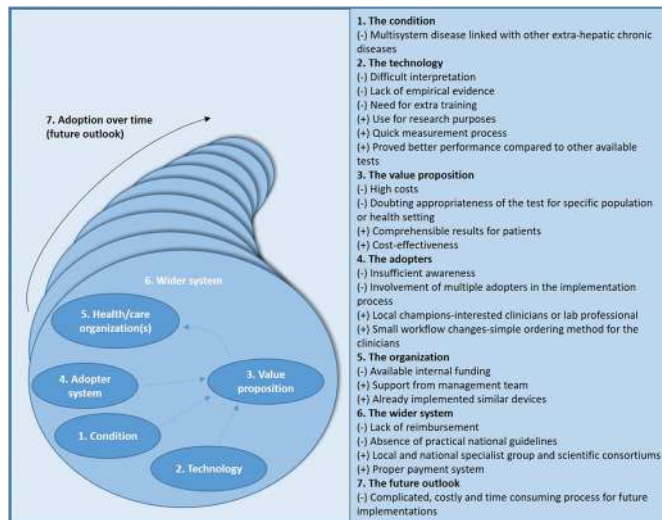 7. Adoption over time
(future outlook)
6. Wider system
5. Health/care
organization(s)
4. Adopter
system
3. Value
proposition
1. Condition
2. Technology
1. The condition
(-) Multisystem disease linked with other extra-hepatic chronic
diseases
2. The technology
(-) Difficult interpretation
(-) Lack of empirical evidence
(-) Need for extra training
(+) Use for research purposes
(+) Quick measurement process
(+) Proved better performance compared to other available
tests
3. The value proposition
(-) High costs
(-) Doubting appropriateness of the test for specific population
or health setting
(+) Comprehensible results for patients
(+) Cost-effectiveness
4. The adopters
(-) Insufficient awareness
(-) Involvement of multiple adopters in the implementation
process
(+) Local champions-interested clinicians or lab professional
(+) Small workflow changes-simple ordering method for the
clinicians
5. The organization
(-) Available internal funding
(+) Support from management team
(+) Already implemented similar devices
6. The wider system
(-) Lack of reimbursement
(-) Absence of practical national guidelines
(+) Local and national specialist group and scientific consortiums
(+) Proper payment system
7. The future outlook
(-) Complicated, costly and time consuming process for future
implementations